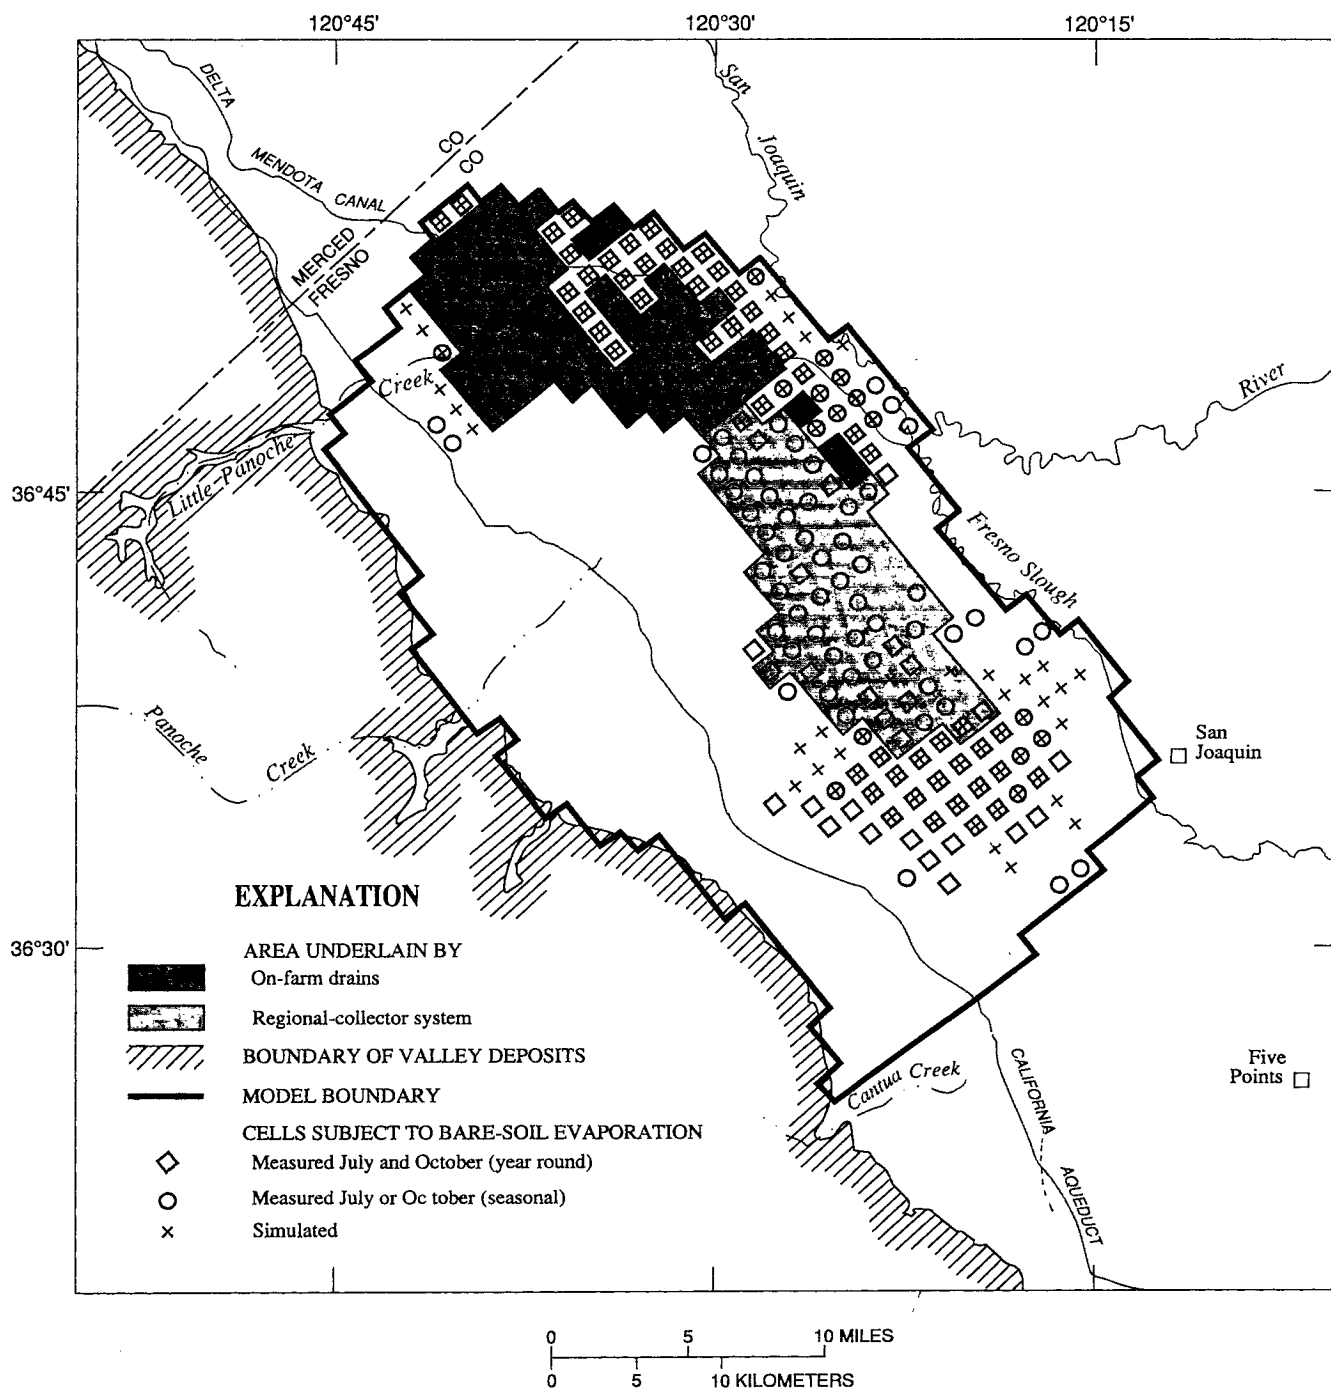 120°45'
120°30'
120°15'
DELTA
MENDOTA CANAL
CO
CO
MERCED
FRESNO
San
Joaquin
River
Creek
Little Panoche
36°45'
Fresno Slough
Panoche
Creek
San
Joaquin
EXPLANATION
36°30'
AREA UNDERLAIN BY
On-farm drains
Regional-collector system
BOUNDARY OF VALLEY DEPOSITS
MODEL BOUNDARY
CELLS SUBJECT TO BARE-SOIL EVAPORATION
Measured July and October (year round)
Measured July or Oc tober (seasonal)
Simulated
Cantua Creek
Five
Points
CALIFORNIA
AQUEDUCT
0 5 10 MILES
0 5 10 KILOMETERS